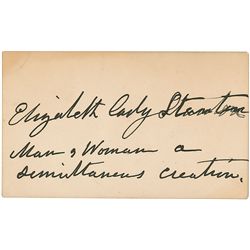 Elizabeth Cady Stanton
Man & Woman a
simultaneous creation.